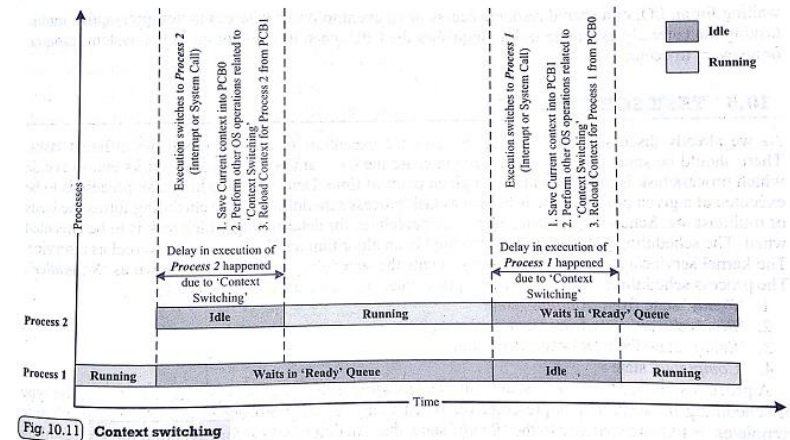 Idle
Running
Processes
Execution switches to Process 2
(Interrupt or System Call)
1. Save Current context into PCB0
2. Perform other OS operations related to
'Context Switching'
3. Reload Context for Process 2 from PCB1
Execution switches to Process 1
(Interrupt or System Call)
1. Save Current context into PCB1
2. Perform other OS operations related to
'Context Switching'
3. Reload Context for Process 1 from PCB0
Delay in execution of
Process 2 happened
due to 'Context
Switching'
Delay in execution of
Process 1 happened
due to 'Context
Switching'
Process 2
Idle
Running
Waits in 'Ready' Queue
Process 1
Running
Waits in 'Ready' Queue
Idle
Running
Time
Fig. 10.11 Context switching